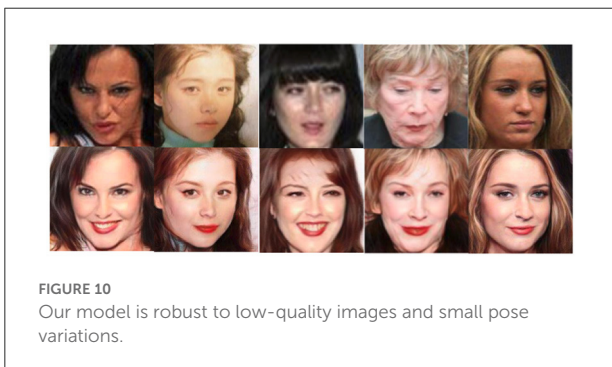 FIGURE 10
Our model is robust to low-quality images and small pose
variations.